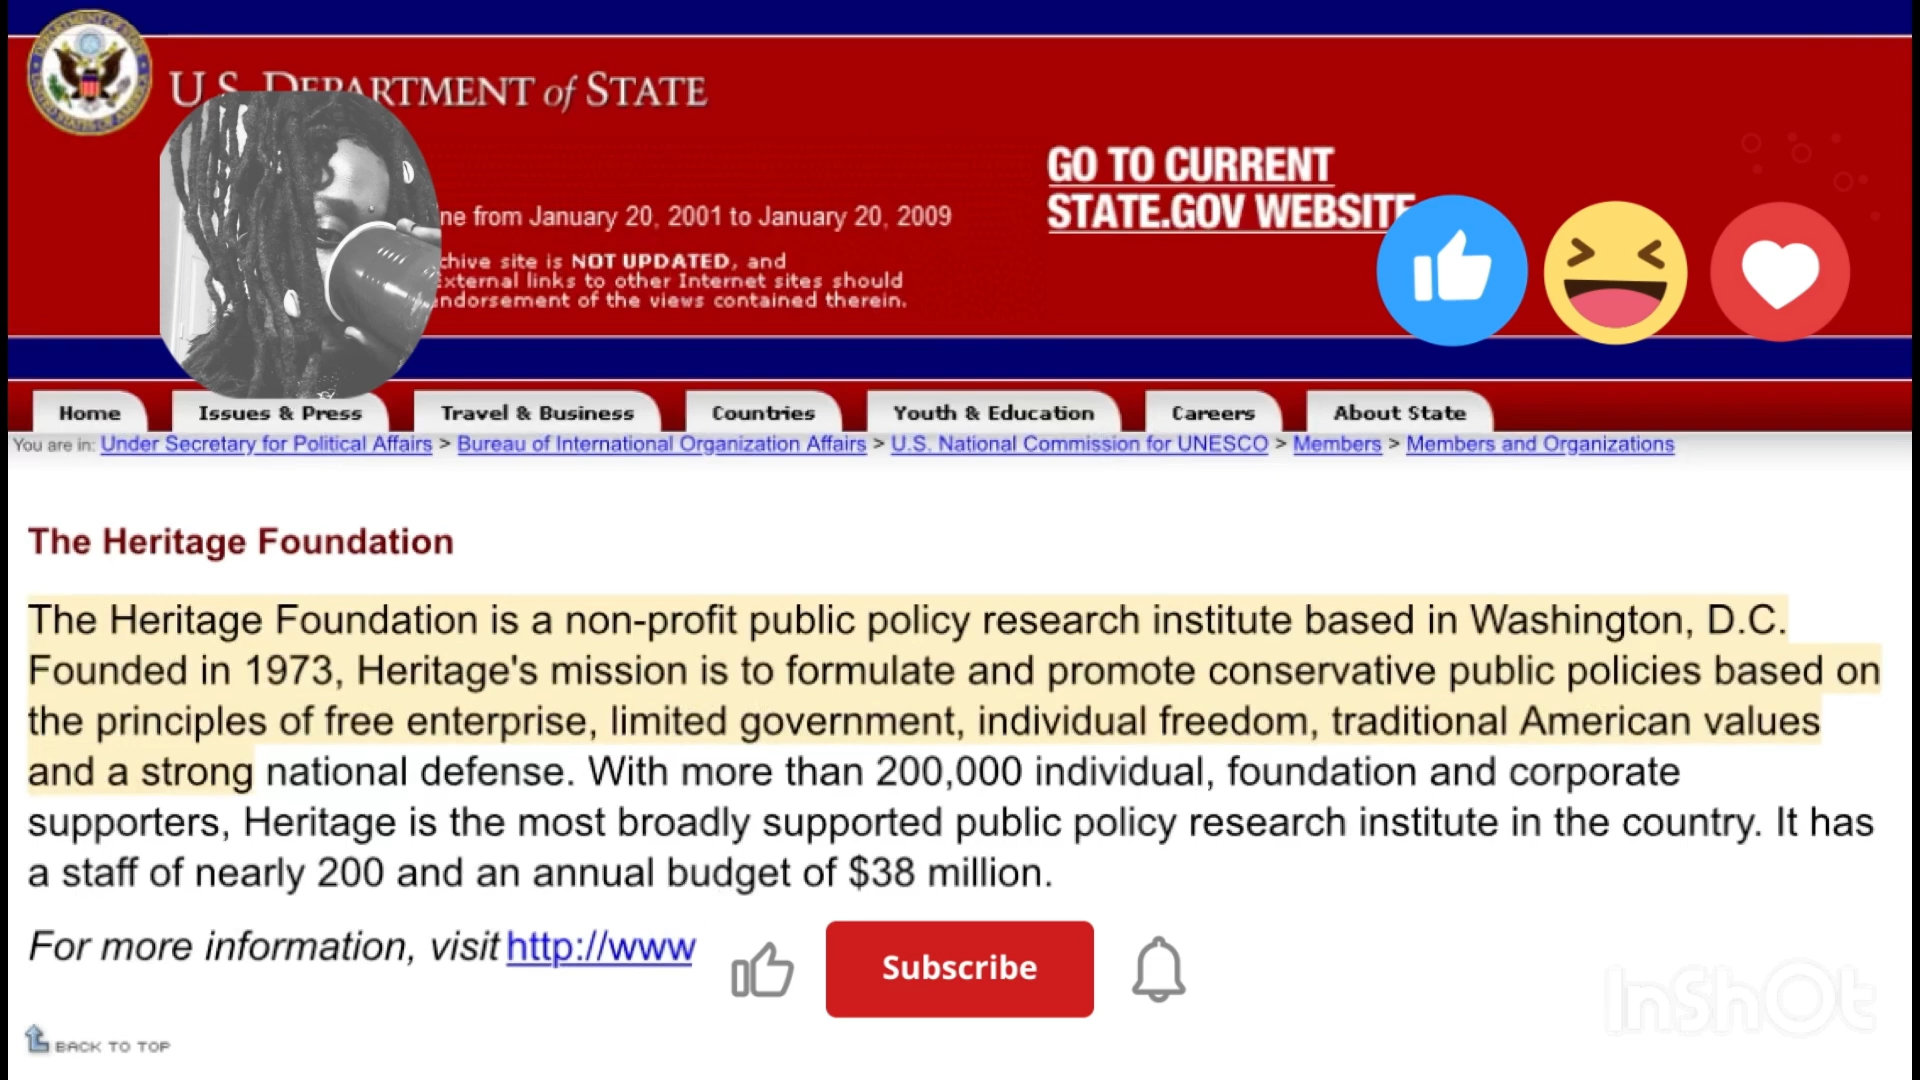 U.S. DEPARTMENT of STATE
GO TO CURRENT
STATE.GOV WEBSITE
ne from January 20, 2001 to January 20, 2009
chive site is NOT UPDATED, and
external links to other Internet sites should
endorsement of the views contained therein.
Home Issues & Press Travel & Business Countries Youth & Education Careers About State
You are in: Under Secretary for Political Affairs > Bureau of International Organization Affairs > U.S. National Commission for UNESCO > Members > Members and Organizations
The Heritage Foundation
The Heritage Foundation is a non-profit public policy research institute based in Washington, D.C.
Founded in 1973, Heritage's mission is to formulate and promote conservative public policies based on
the principles of free enterprise, limited government, individual freedom, traditional American values
and a strong national defense. With more than 200,000 individual, foundation and corporate
supporters, Heritage is the most broadly supported public policy research institute in the country. It has
a staff of nearly 200 and an annual budget of $38 million.
For more information, visit http://www
Subscribe
InShOt
BACK TO TOP